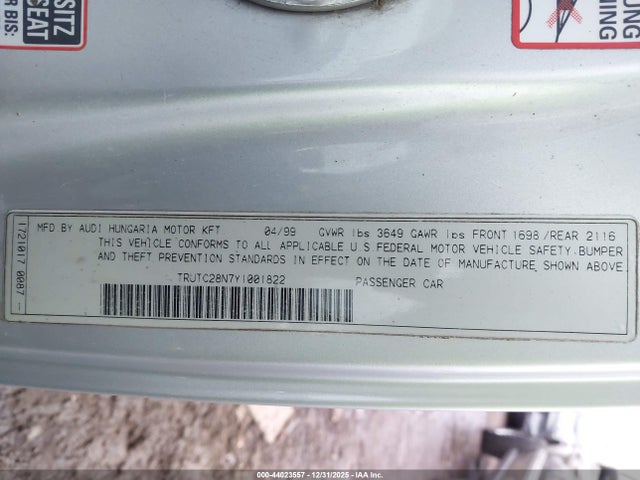 SITZ
SEAT
R BIS:
UNG
NING
MFD BY AUDI HUNGARIA MOTOR KFT 04/99 GVWR lbs 3649 GAWR lbs FRONT 1698 /REAR 2116
THIS VEHICLE CONFORMS TO ALL APPLICABLE U.S FEDERAL MOTOR VEHICLE SAFETY.BUMPER
AND THEFT PREVENTION STANDARDS IN EFFECT ON THE DATE OF MANUFACTURE SHOWN ABOVE
TRUTC28N7Y1001822 PASSENGER CAR
1721017 0087
000-44023557 - 12/31/2025 - IAA Inc.